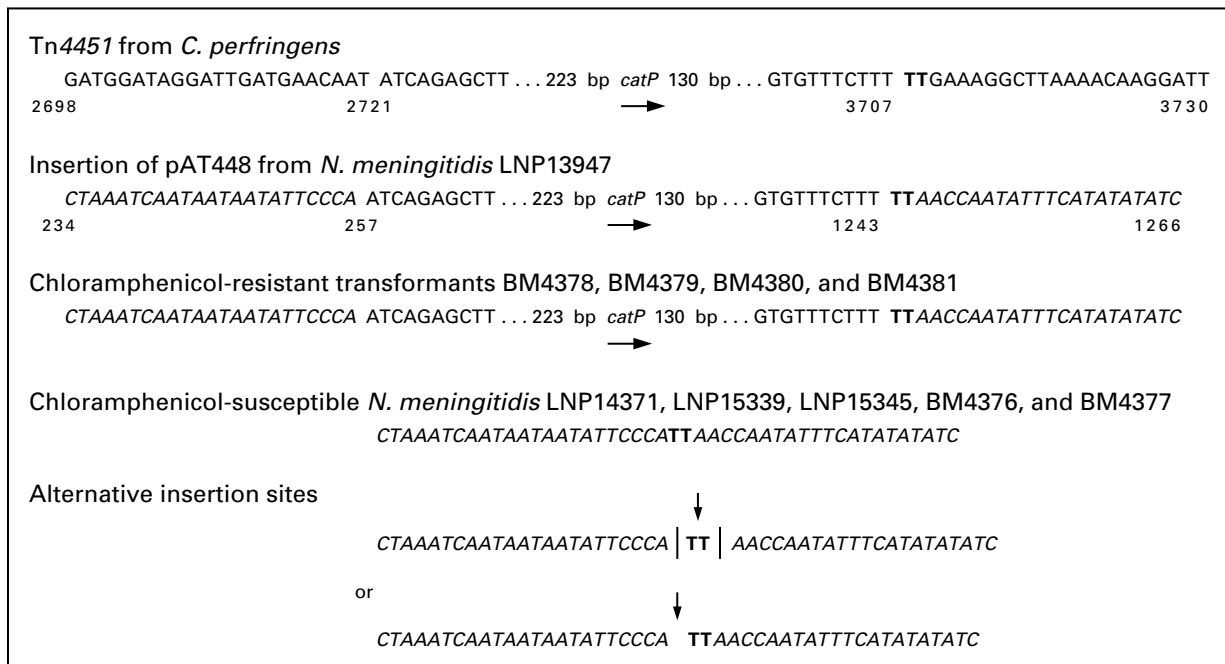 Tn4451 from C. perfringens
GATGGATAGGATTGATGAACAAT ATCAGAGCTT ... 223 bp catP 130 bp ... GTGTTTCTTT TTGAAAGGCTTAAAACAAGGATT
2698 2721 3707 3730
Insertion of pAT448 from N. meningitidis LNP13947
CTAAATCAATAATAATATTCCCA ATCAGAGCTT ... 223 bp catP 130 bp ... GTGTTTCTTT TTAACCAATATTTCATATATATC
234 257 1243 1266
Chloramphenicol-resistant transformants BM4378, BM4379, BM4380, and BM4381
CTAAATCAATAATAATATTCCCA ATCAGAGCTT ... 223 bp catP 130 bp ... GTGTTTCTTT TTAACCAATATTTCATATATATC
Chloramphenicol-susceptible N. meningitidis LNP14371, LNP15339, LNP15345, BM4376, and BM4377
CTAAATCAATAATAATATTCCCATTAACCAATATTTCATATATATC
Alternative insertion sites
CTAAATCAATAATAATATTCCCA | TT | AACCAATATTTCATATATATC
or
CTAAATCAATAATAATATTCCCA TTAACCAATATTTCATATATATC